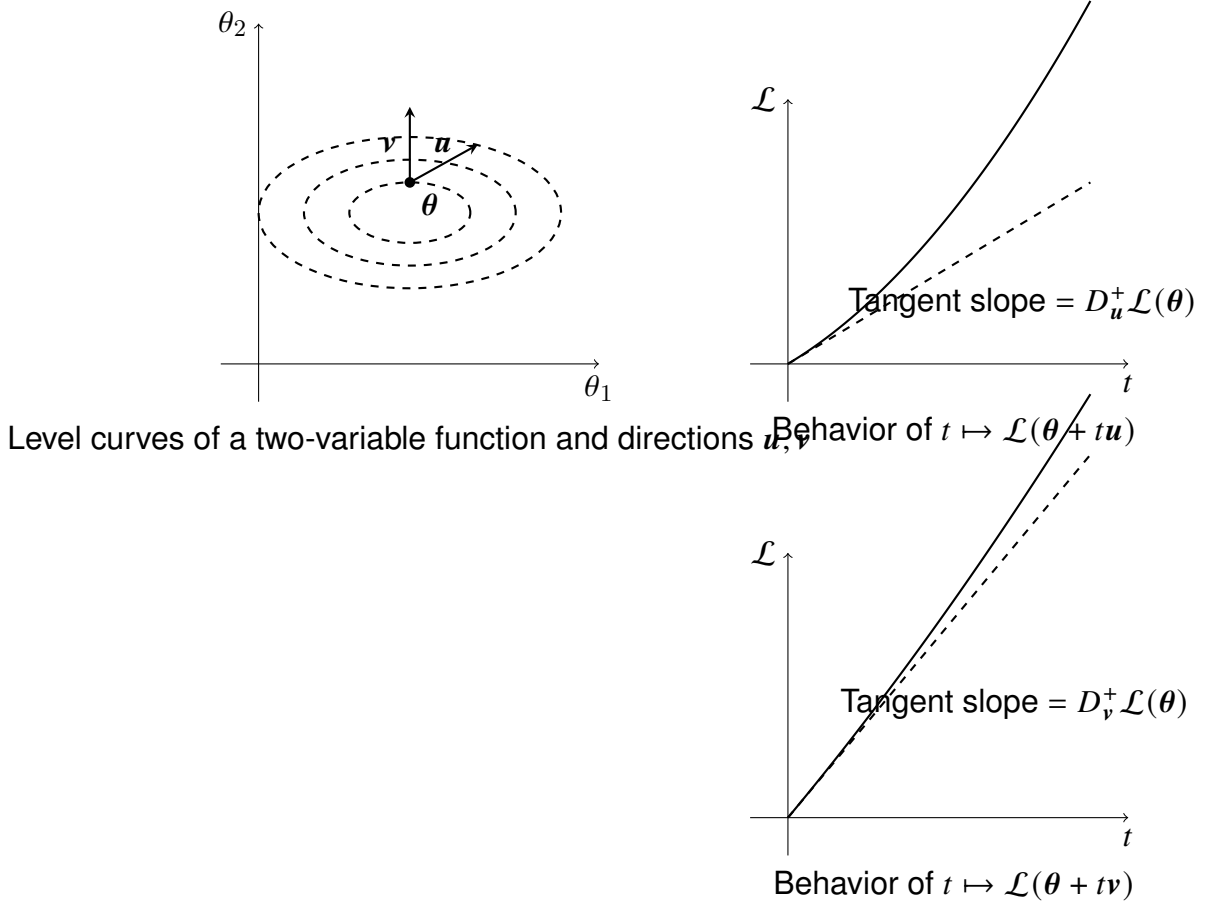 θ₂
v u
θ
θ₁
Level curves of a two-variable function and directions u, v
ℒ
Tangent slope = D⁺ᵤℒ(θ)
t
Behavior of t ↦ ℒ(θ + tu)
ℒ
Tangent slope = D⁺ᵥℒ(θ)
t
Behavior of t ↦ ℒ(θ + tv)